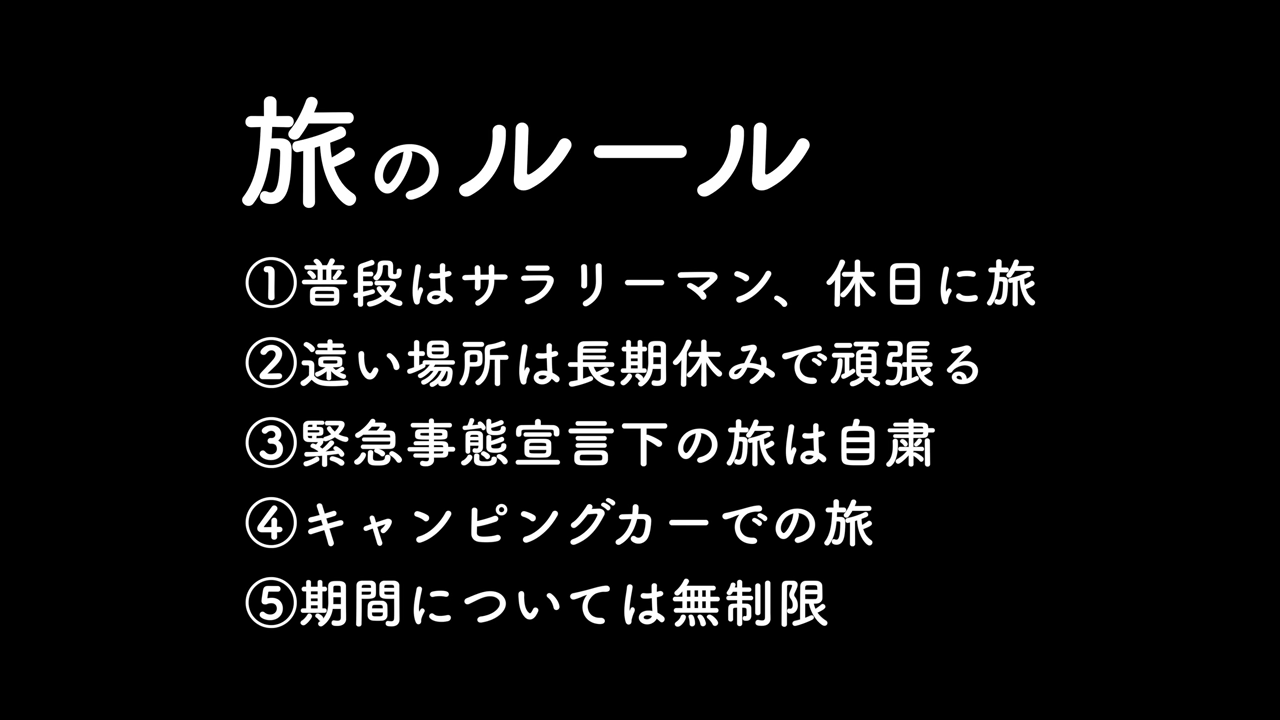 旅のルール
①普段はサラリーマン、休日に旅
②遠い場所は長期休みで頑張る
③緊急事態宣言下の旅は自粛
④キャンピングカーでの旅
⑤期間については無制限